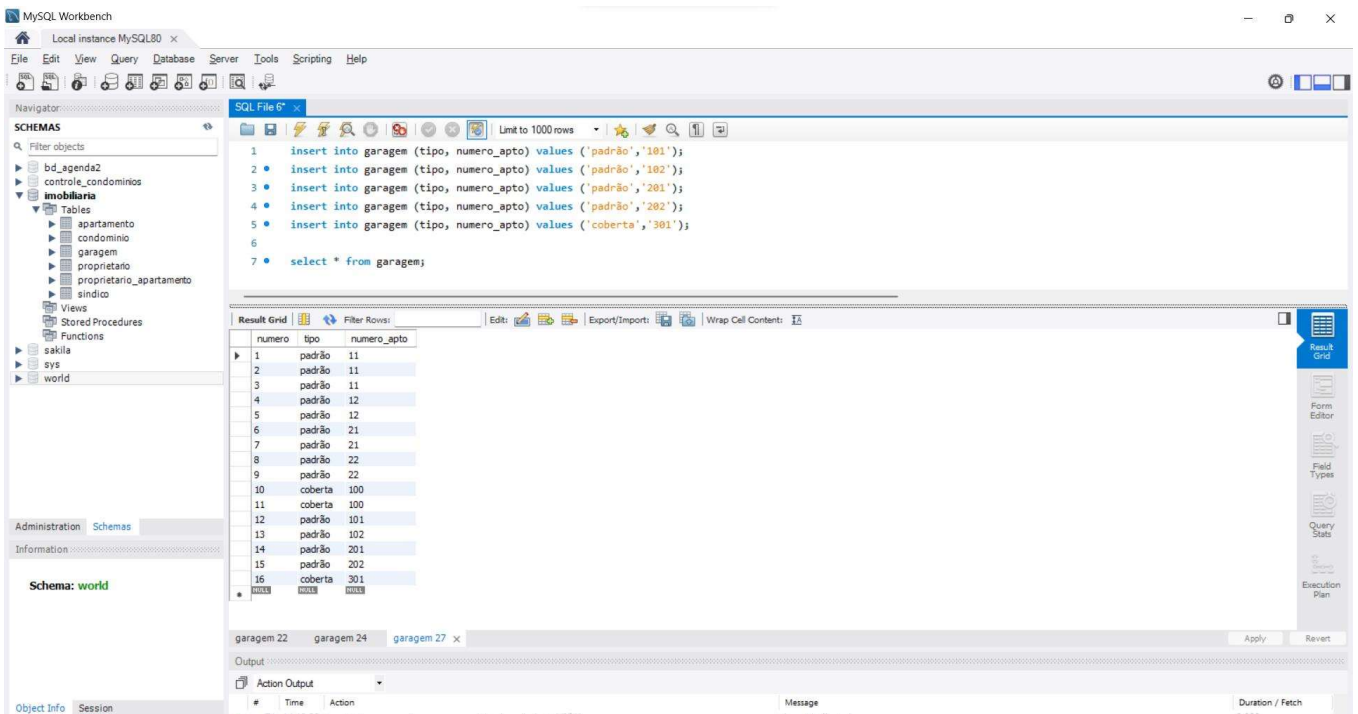 MySQL Workbench
Local instance MySQL80
File Edit View Query Database Server Tools Scripting Help
Navigator
SCHEMAS
Filter objects
bd_agenda2
controle_condominios
imobiliaria
Tables
apartamento
condominio
garagem
proprietario
proprietario_apartamento
sindico
Views
Stored Procedures
Functions
sakila
sys
world
Administration Schemas
Information
Schema: world
Object Info Session
SQL File 6*
Limit to 1000 rows
1 insert into garagem (tipo, numero_apto) values ('padrão','101');
2 insert into garagem (tipo, numero_apto) values ('padrão','102');
3 insert into garagem (tipo, numero_apto) values ('padrão','201');
4 insert into garagem (tipo, numero_apto) values ('padrão','202');
5 insert into garagem (tipo, numero_apto) values ('coberta','301');
6
7 select * from garagem;
Result Grid Filter Rows: Edit: Export/Import: Wrap Cell Content:
numero tipo numero_apto
1 padrão 11
2 padrão 11
3 padrão 11
4 padrão 12
5 padrão 12
6 padrão 21
7 padrão 21
8 padrão 22
9 padrão 22
10 coberta 100
11 coberta 100
12 padrão 101
13 padrão 102
14 padrão 201
15 padrão 202
16 coberta 301
NULL NULL NULL
Result
Grid
Form
Editor
Field
Types
Query
Stats
Execution
Plan
garagem 22 garagem 24 garagem 27
Apply Revert
Output
Action Output
# Time Action Message Duration / Fetch